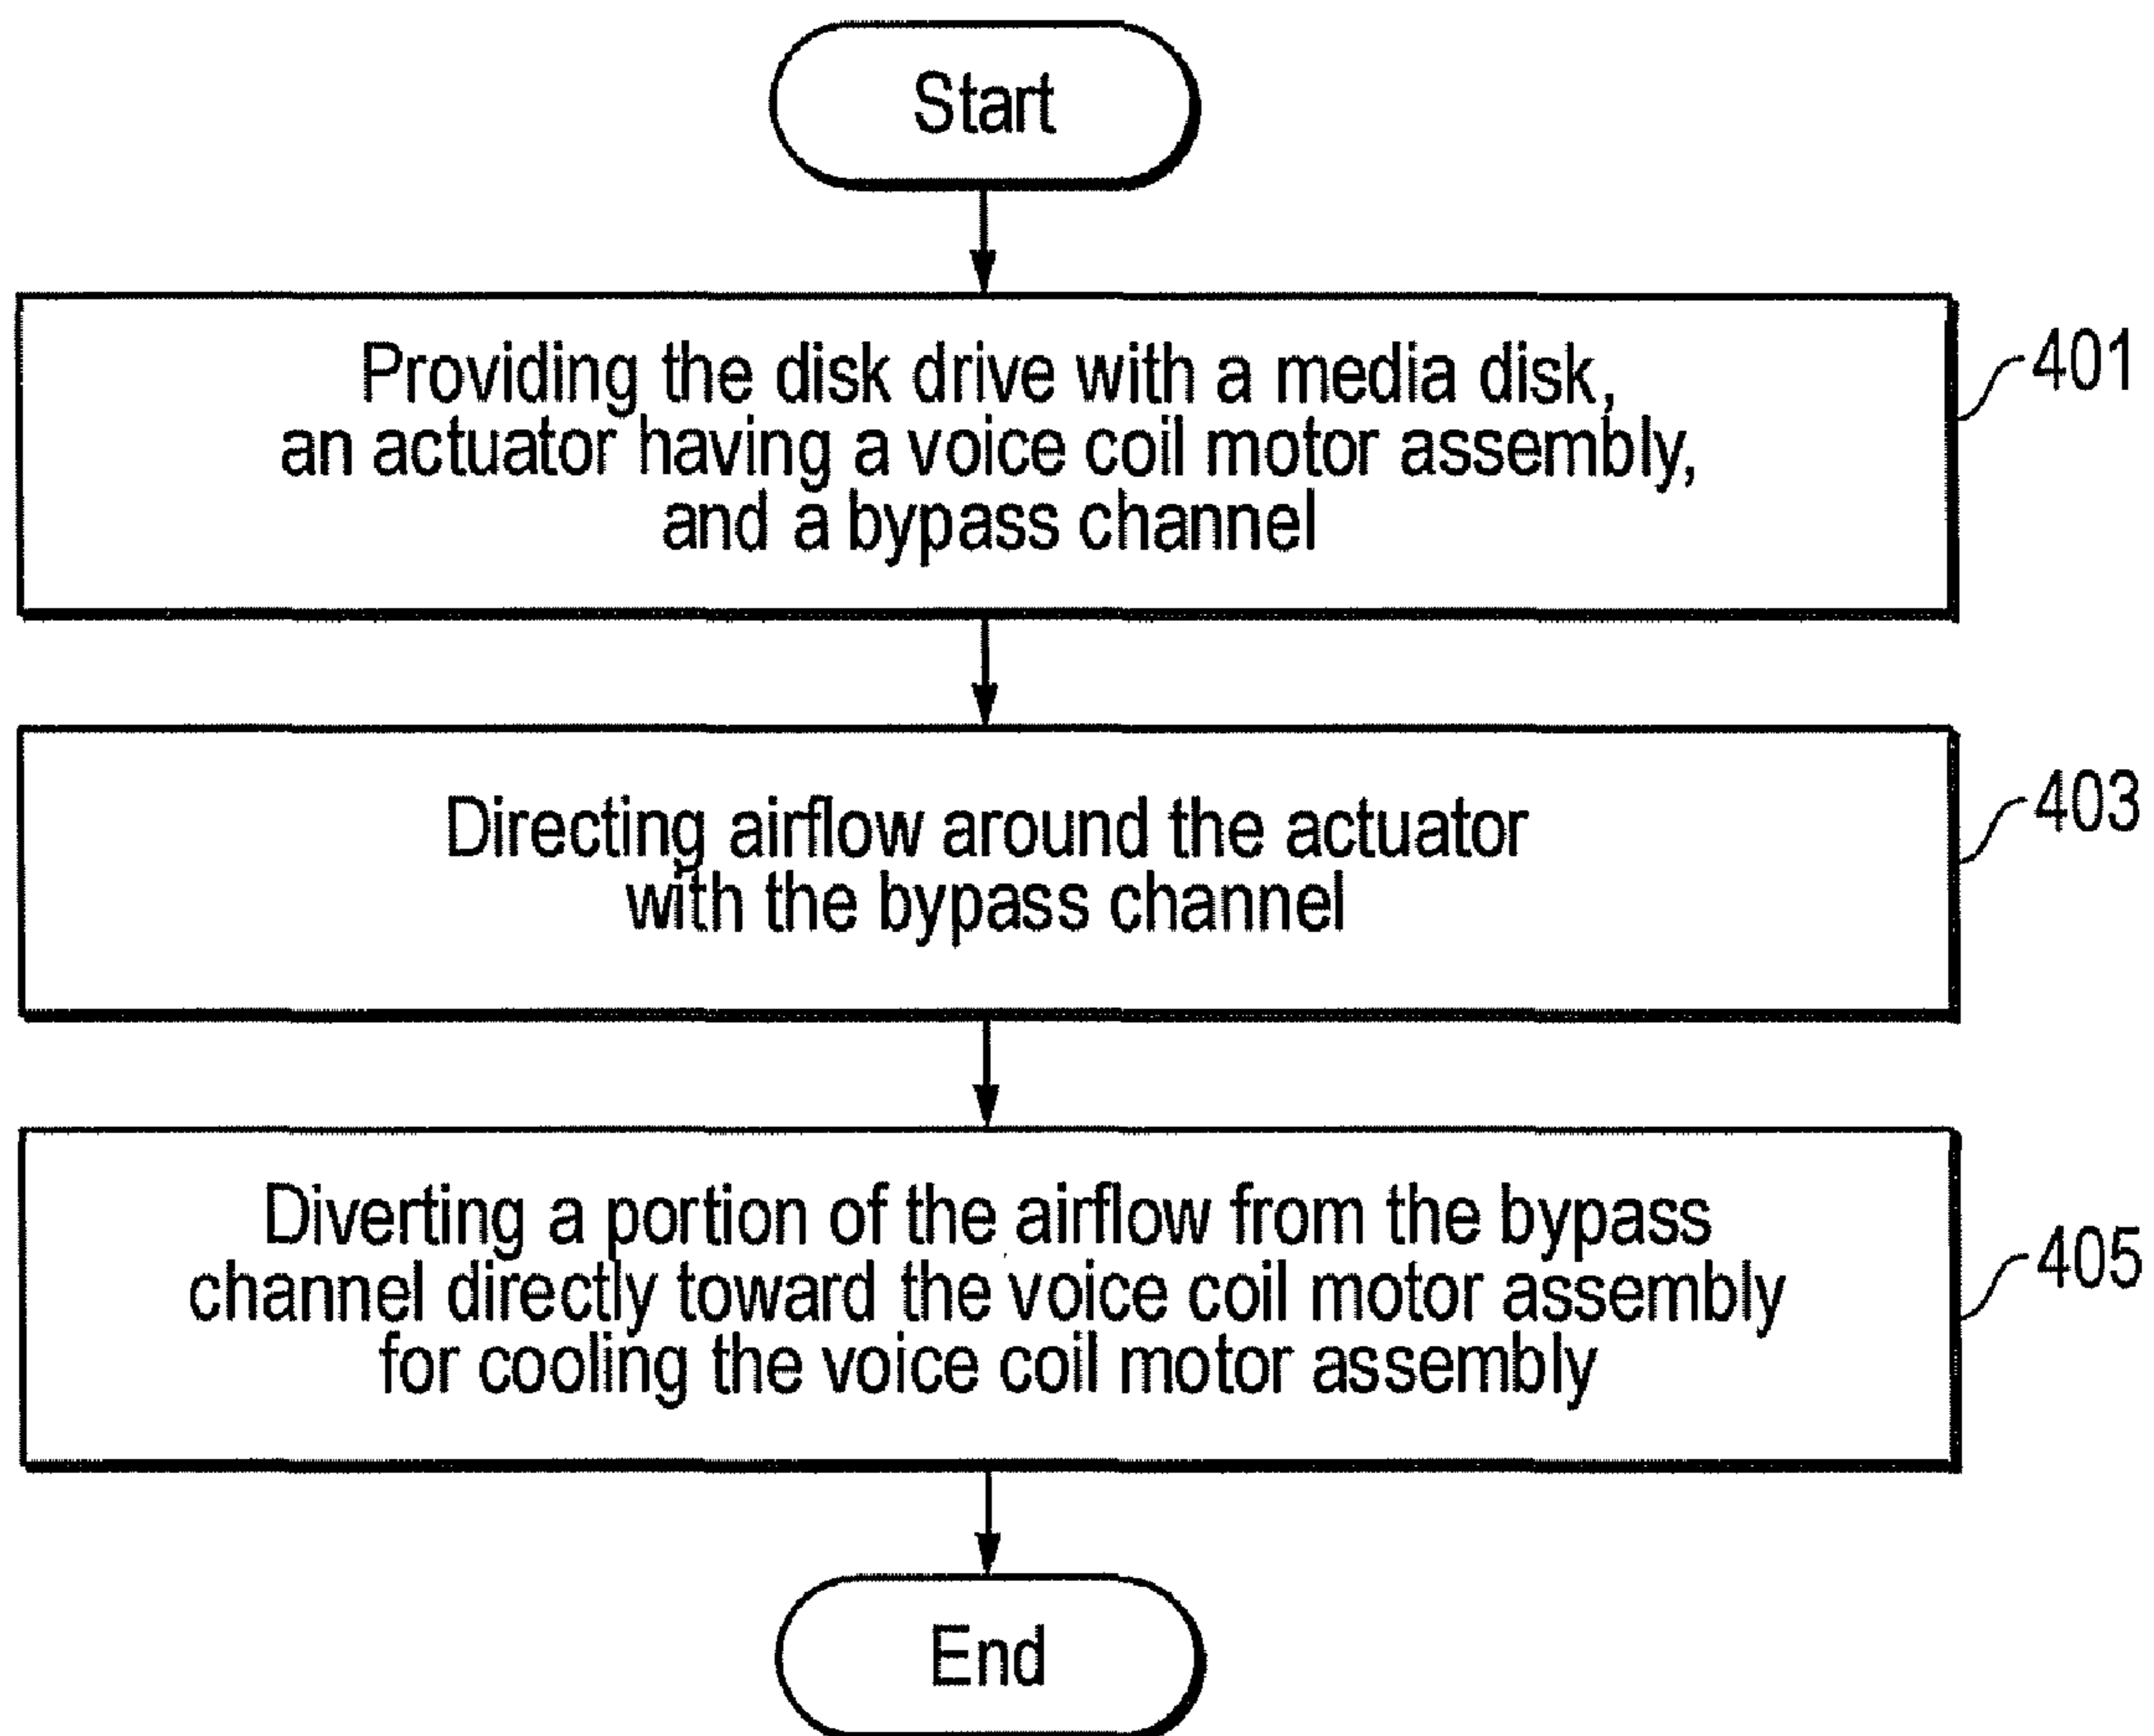 Start
Providing the disk drive with a media disk,
an actuator having a voice coil motor assembly,
and a bypass channel
401
Directing airflow around the actuator
with the bypass channel
403
Diverting a portion of the airflow from the bypass
channel directly toward the voice coil motor assembly
for cooling the voice coil motor assembly
405
End